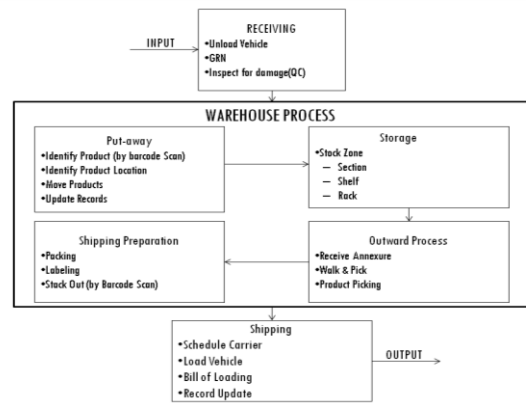 RECEIVING
INPUT
•Unload Vehicle
•GRN
•Inspect for damage(QC)
WAREHOUSE PROCESS
Put-away
•Identify Product (by barcode Scan)
•Identify Product Location
•Move Products
•Update Records
Storage
•Stock Zone
– Section
– Shelf
– Rack
Shipping Preparation
•Packing
•Labeling
•Stack Out (by Barcode Scan)
Outward Process
•Receive Annexure
•Walk & Pick
•Product Picking
Shipping
•Schedule Carrier
•Load Vehicle
•Bill of Loading
•Record Update
OUTPUT